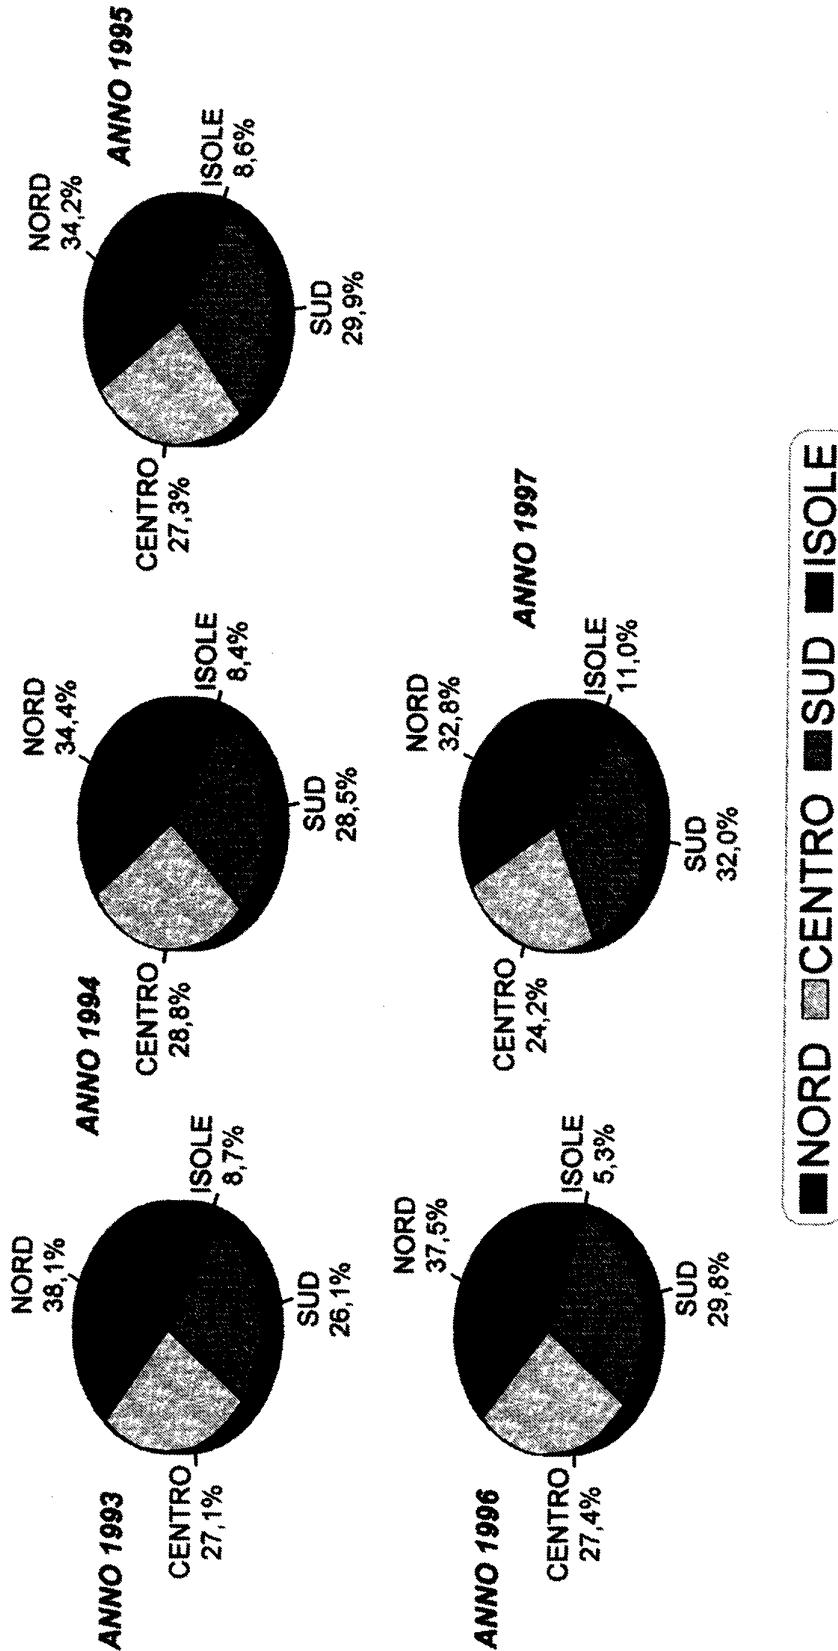 ANNO 1993
NORD
38,1%
CENTRO
27,1%
ISOLE
8,7%
SUD
26,1%
ANNO 1994
NORD
34,4%
CENTRO
28,8%
ISOLE
8,4%
SUD
28,5%
ANNO 1995
NORD
34,2%
CENTRO
27,3%
ISOLE
8,6%
SUD
29,9%
ANNO 1996
NORD
37,5%
CENTRO
27,4%
ISOLE
5,3%
SUD
29,8%
ANNO 1997
NORD
32,8%
CENTRO
24,2%
ISOLE
11,0%
SUD
32,0%
NORD CENTRO SUD ISOLE